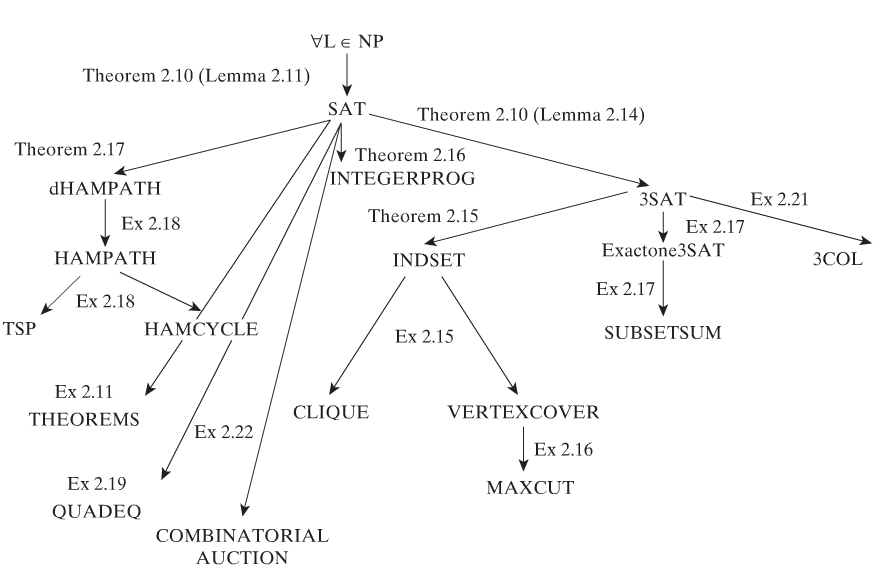 ∀L ∈ NP
Theorem 2.10 (Lemma 2.11)
SAT
Theorem 2.10 (Lemma 2.14)
Theorem 2.17
Theorem 2.16
dHAMPATH
INTEGERPROG
3SAT
Ex 2.21
Ex 2.18
Theorem 2.15
Ex 2.17
HAMPATH
INDSET
Exactone3SAT
3COL
Ex 2.18
Ex 2.17
TSP
HAMCYCLE
Ex 2.15
SUBSETSUM
Ex 2.11
THEOREMS
CLIQUE
VERTEXCOVER
Ex 2.22
Ex 2.16
Ex 2.19
QUADEQ
MAXCUT
COMBINATORIAL
AUCTION